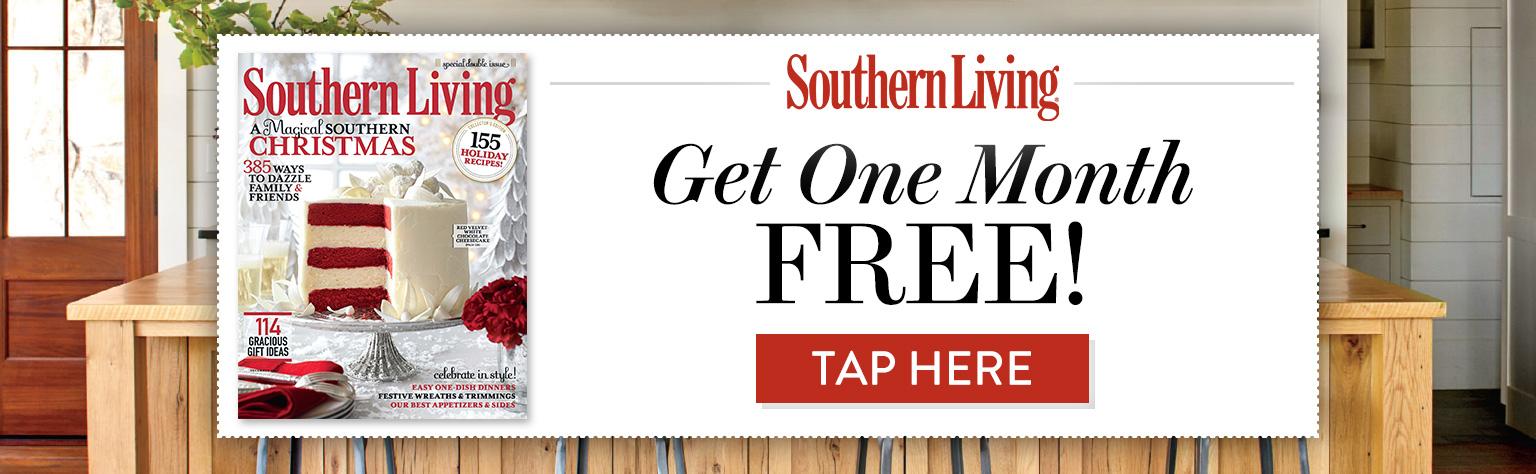 special double issue
Southern Living
A Magical SOUTHERN
CHRISTMAS
385 WAYS
TO DAZZLE
FAMILY &
FRIENDS
COLLECTOR'S EDITION
155
HOLIDAY
RECIPES!
RED VELVET-
WHITE
CHOCOLATE
CHEESECAKE
114
GRACIOUS
GIFT IDEAS
celebrate in style!
EASY ONE-DISH DINNERS
FESTIVE WREATHS & TRIMMINGS
OUR BEST APPETIZERS & SIDES
Southern Living
Get One Month
FREE!
TAP HERE